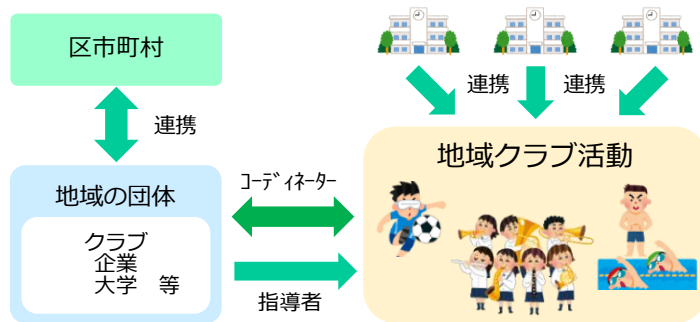 区市町村
連携
連携
連携
地域の団体
クラブ
企業
大学　等
コーディネーター
指導者
地域クラブ活動